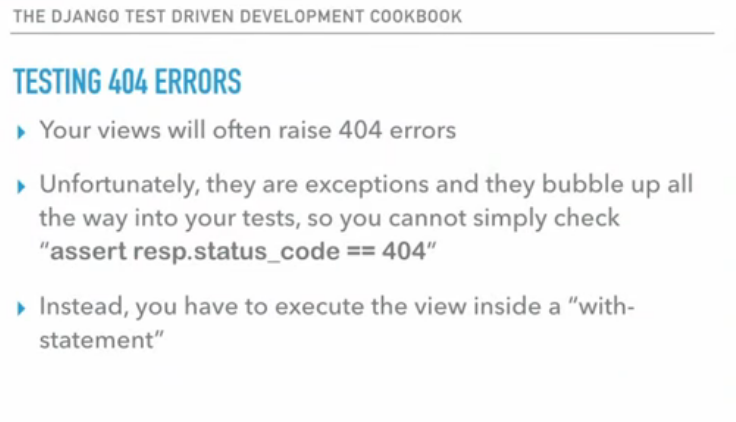 THE DJANGO TEST DRIVEN DEVELOPMENT COOKBOOK
TESTING 404 ERRORS
Your views will often raise 404 errors
Unfortunately, they are exceptions and they bubble up all
the way into your tests, so you cannot simply check
“assert resp.status_code == 404”
Instead, you have to execute the view inside a “with-
statement”